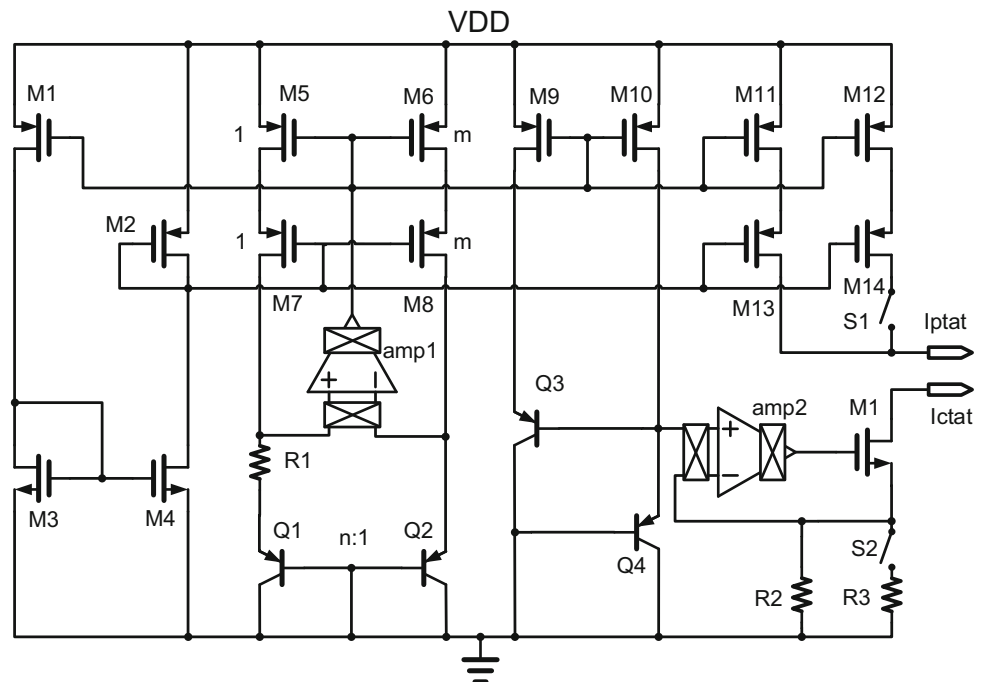 VDD
M1
M5
M6
M9
M10
M11
M12
1
m
M2
1
m
M7
M8
M13
M14
S1
Iptat
amp1
+
−
Q3
amp2
M1
Ictat
+
−
R1
M3
M4
Q1
n:1
Q2
Q4
S2
R2
R3